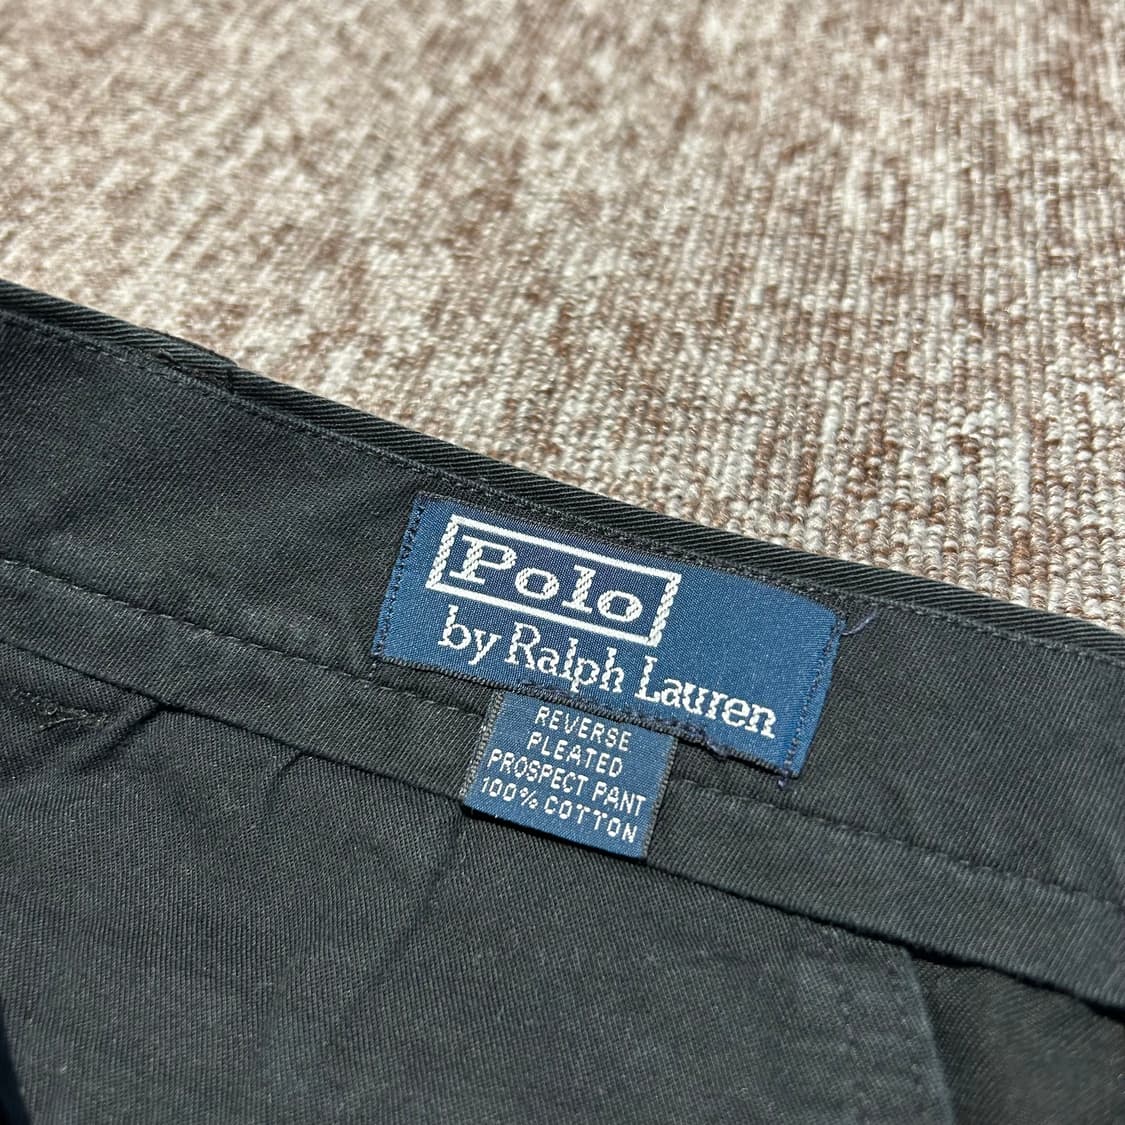 Polo
by Ralph Lauren
REVERSE
PLEATED
PROSPECT PANT
100% COTTON